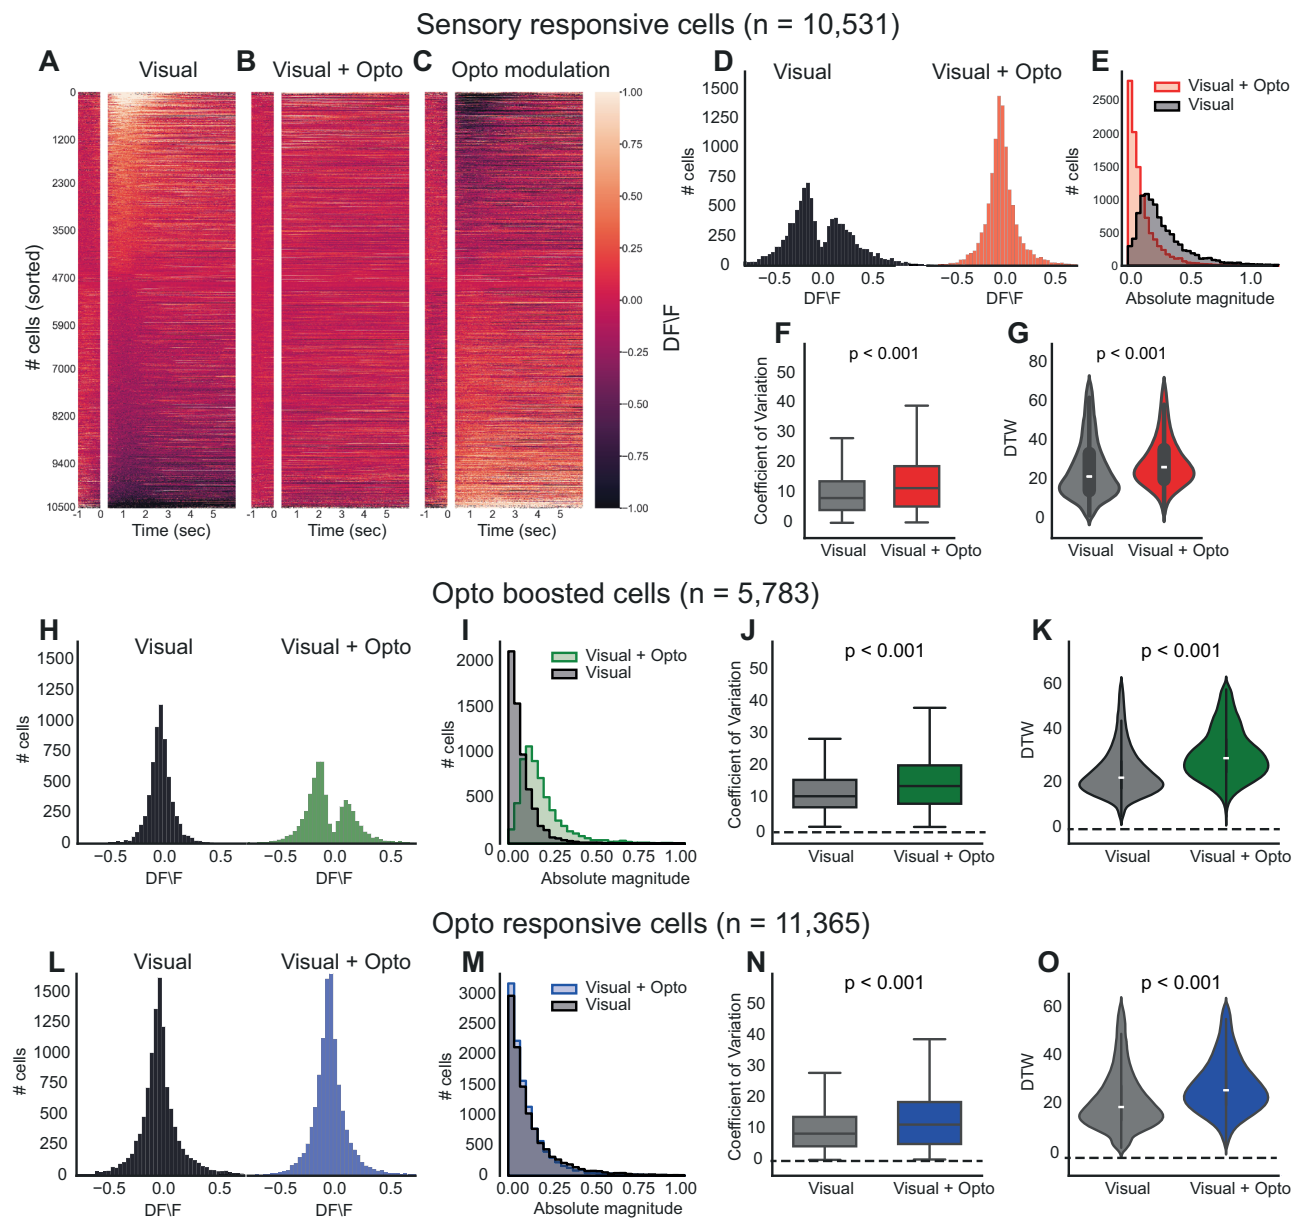 Sensory responsive cells (n = 10,531)
A Visual B Visual + Opto C Opto modulation
# cells (sorted)
0
1200
2300
3500
4700
5900
7000
8200
9400
10500
-1 0 1 2 3 4 5
Time (sec)
-1 0 1 2 3 4 5
Time (sec)
-1 0 1 2 3 4 5
Time (sec)
1.00
0.75
0.50
0.25
0.00
−0.25
−0.50
−0.75
−1.00
DF\F
D Visual Visual + Opto
# cells
1500
1250
1000
750
500
250
0
−0.5 0.0 0.5 −0.5 0.0 0.5
DF\F DF\F
E
Visual + Opto
Visual
# cells
2500
2000
1500
1000
500
0
0.0 0.5 1.0
Absolute magnitude
F
p < 0.001
Coefficient of Variation
50
40
30
20
10
0
Visual Visual + Opto
G
p < 0.001
DTW
80
60
40
20
0
Visual Visual + Opto
Opto boosted cells (n = 5,783)
H Visual Visual + Opto
# cells
1500
1250
1000
750
500
250
0
−0.5 0.0 0.5 −0.5 0.0 0.5
DF\F DF\F
I
Visual + Opto
Visual
# cells
2000
1500
1000
500
0
0.00 0.25 0.50 0.75 1.00
Absolute magnitude
J
p < 0.001
Coefficient of Variation
50
40
30
20
10
0
Visual Visual + Opto
K
p < 0.001
DTW
60
40
20
0
Visual Visual + Opto
Opto responsive cells (n = 11,365)
L Visual Visual + Opto
# cells
1500
1250
1000
750
500
250
0
−0.5 0.0 0.5 −0.5 0.0 0.5
DF\F DF\F
M
Visual + Opto
Visual
# cells
3000
2500
2000
1500
1000
500
0
0.00 0.25 0.50 0.75 1.00
Absolute magnitude
N
p < 0.001
Coefficient of Variation
50
40
30
20
10
0
Visual Visual + Opto
O
p < 0.001
DTW
60
40
20
0
Visual Visual + Opto